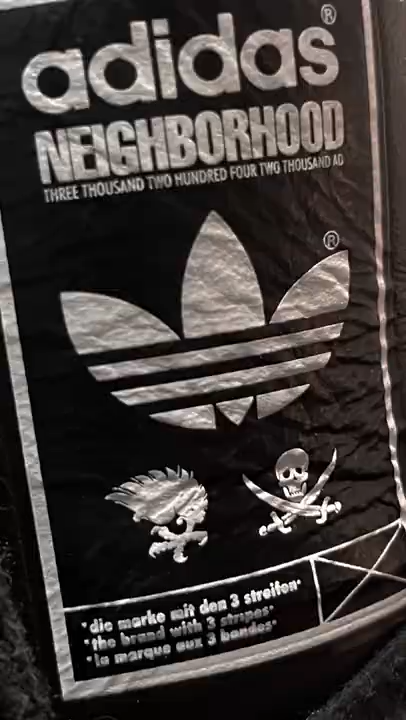 adidas®
NEIGHBORHOOD
THREE THOUSAND TWO HUNDRED FOUR TWO THOUSAND AD
®
"die marke mit den 3 streifen"
"the brand with 3 stripes"
"la marque aux 3 bandes"